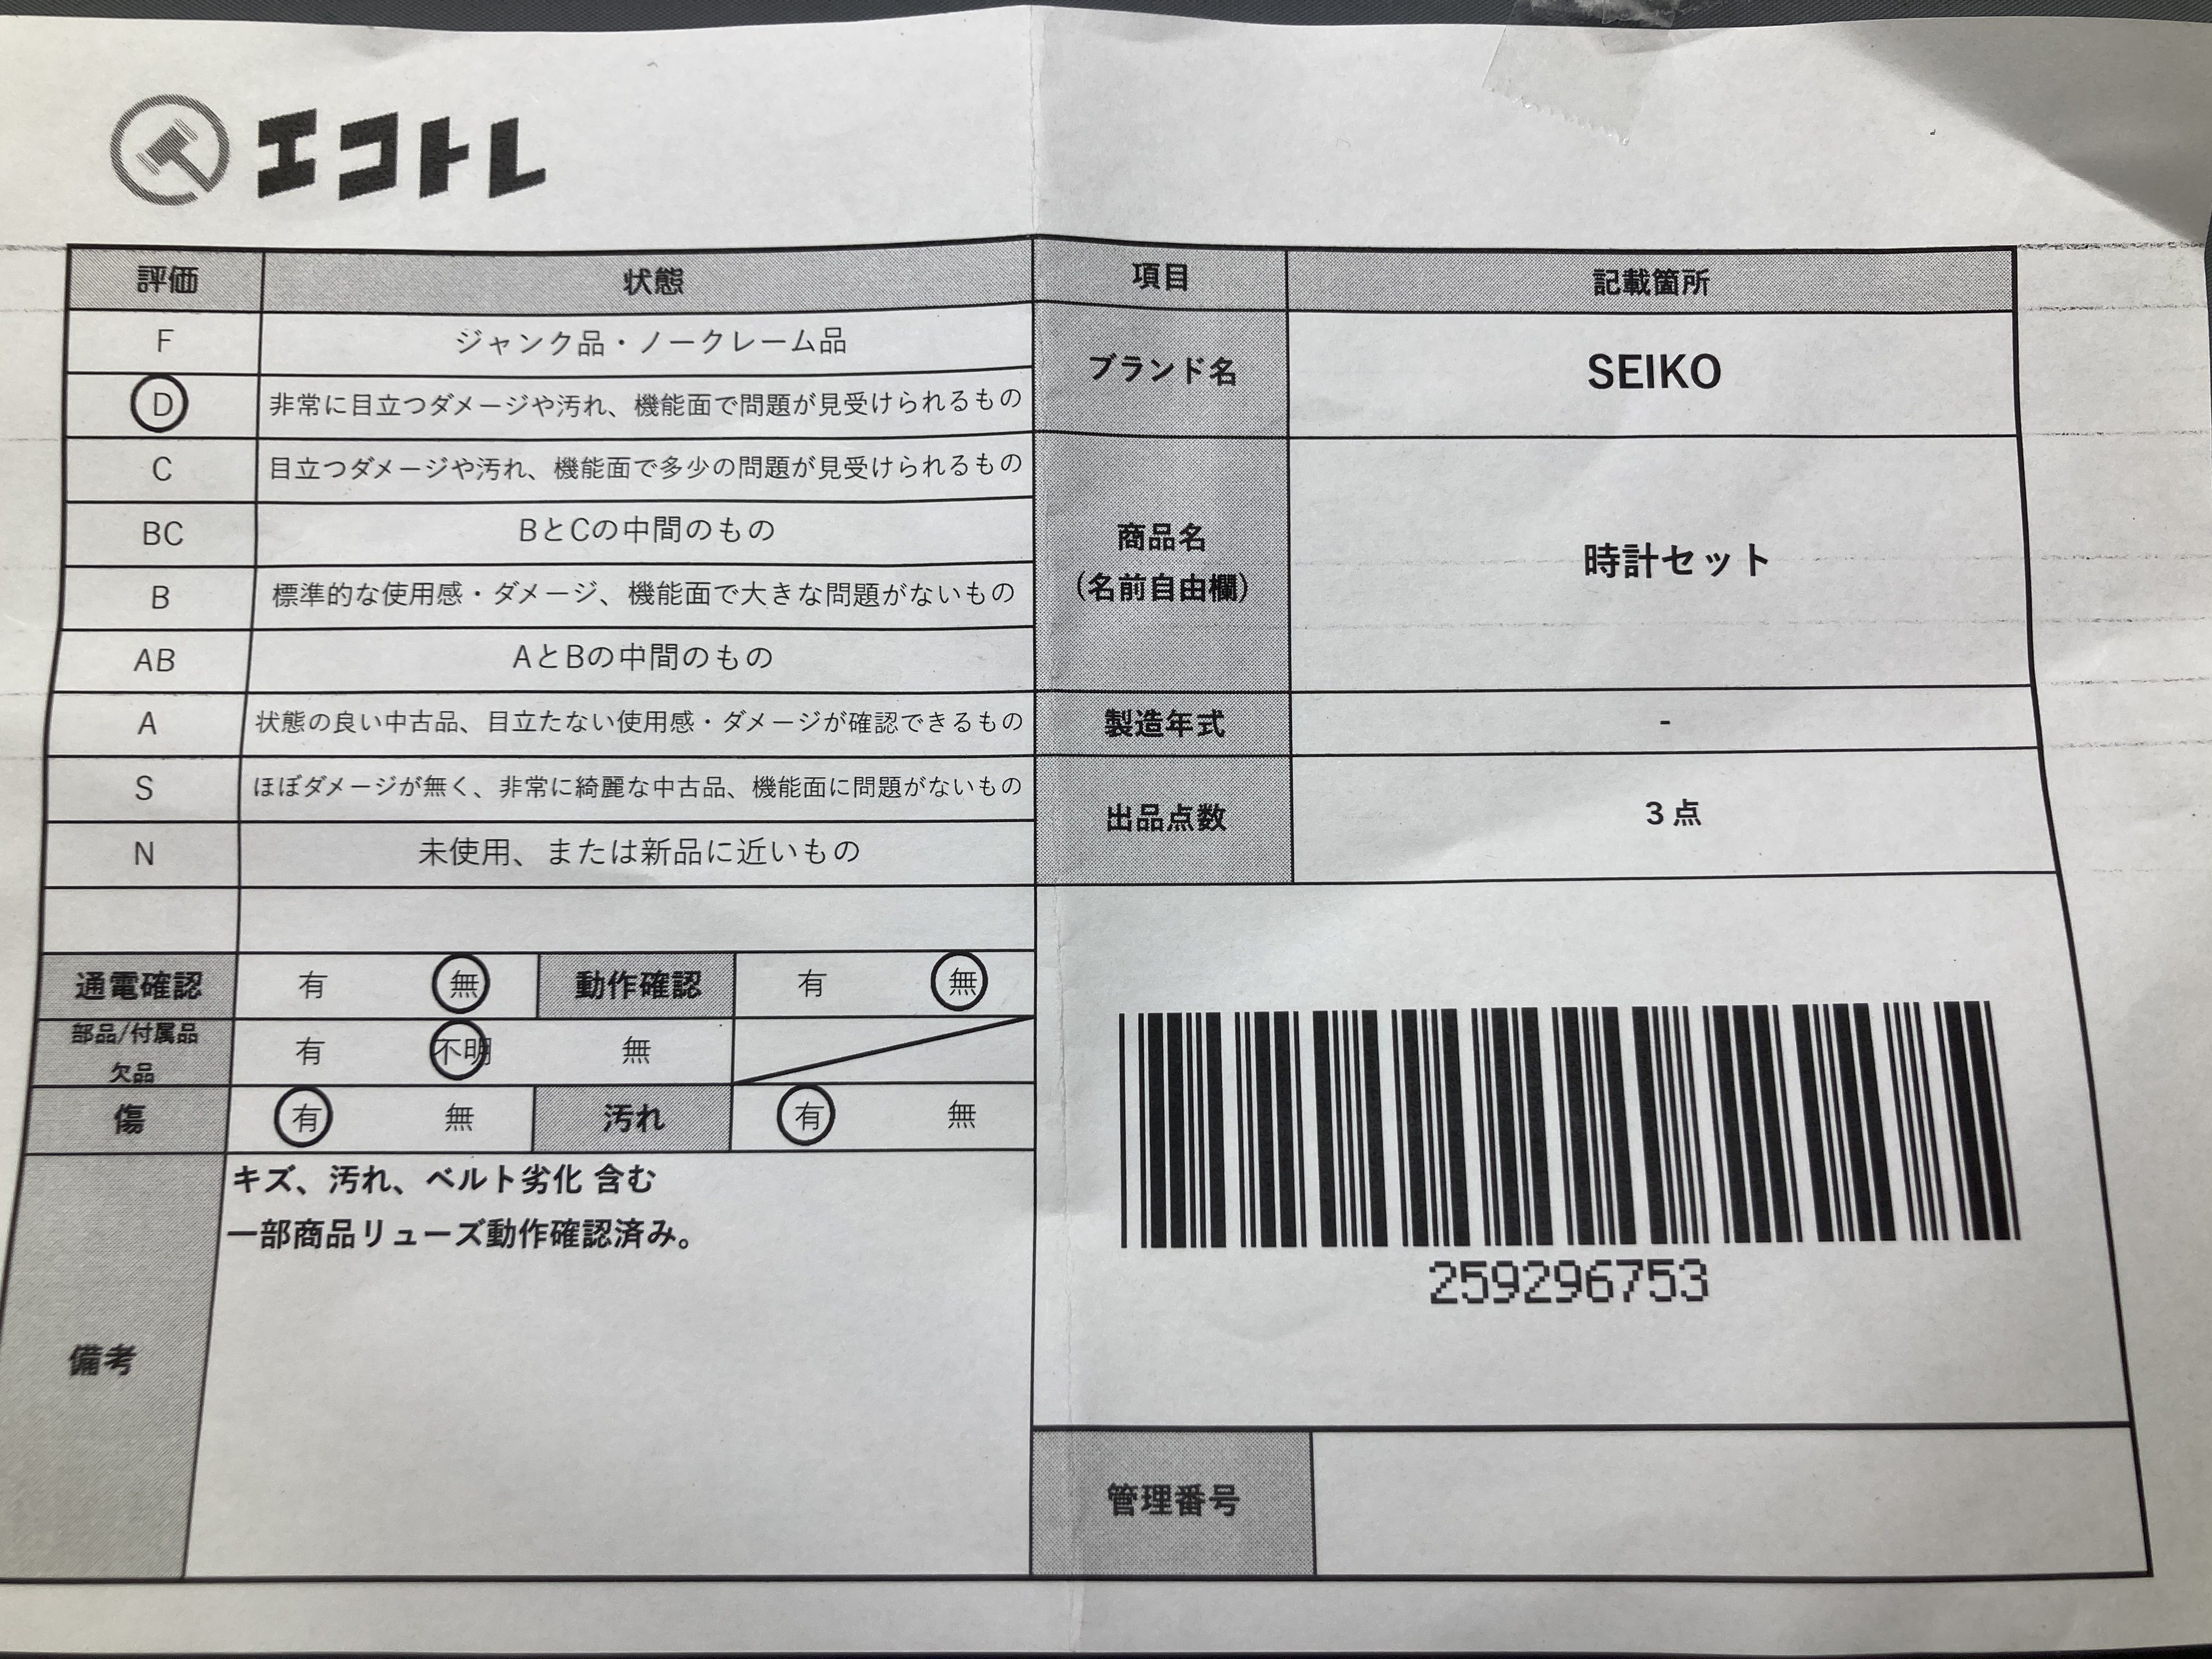 エコトレ
評価 状態
F ジャンク品・ノークレーム品
D 非常に目立つダメージや汚れ、機能面で問題が見受けられるもの
C 目立つダメージや汚れ、機能面で多少の問題が見受けられるもの
BC BとCの中間のもの
B 標準的な使用感・ダメージ、機能面で大きな問題がないもの
AB AとBの中間のもの
A 状態の良い中古品、目立たない使用感・ダメージが確認できるもの
S ほぼダメージが無く、非常に綺麗な中古品、機能面に問題がないもの
N 未使用、または新品に近いもの
通電確認 有 無 動作確認 有 無
部品/付属品
欠品 有 不明 無
傷 有 無 汚れ 有 無
備考
キズ、汚れ、ベルト劣化 含む
一部商品リューズ動作確認済み。
項目 記載箇所
ブランド名 SEIKO
商品名
(名前自由欄) 時計セット
製造年式 -
出品点数 3点
259296753
管理番号